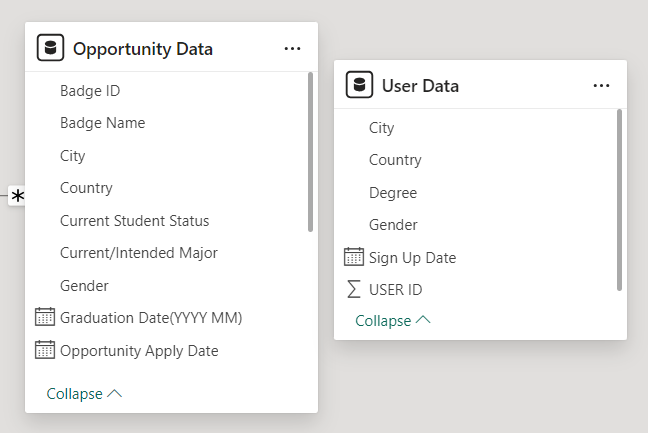 Opportunity Data
Badge ID
Badge Name
City
Country
Current Student Status
Current/Intended Major
Gender
Graduation Date(YYYY MM)
Opportunity Apply Date
Collapse
User Data
City
Country
Degree
Gender
Sign Up Date
USER ID
Collapse